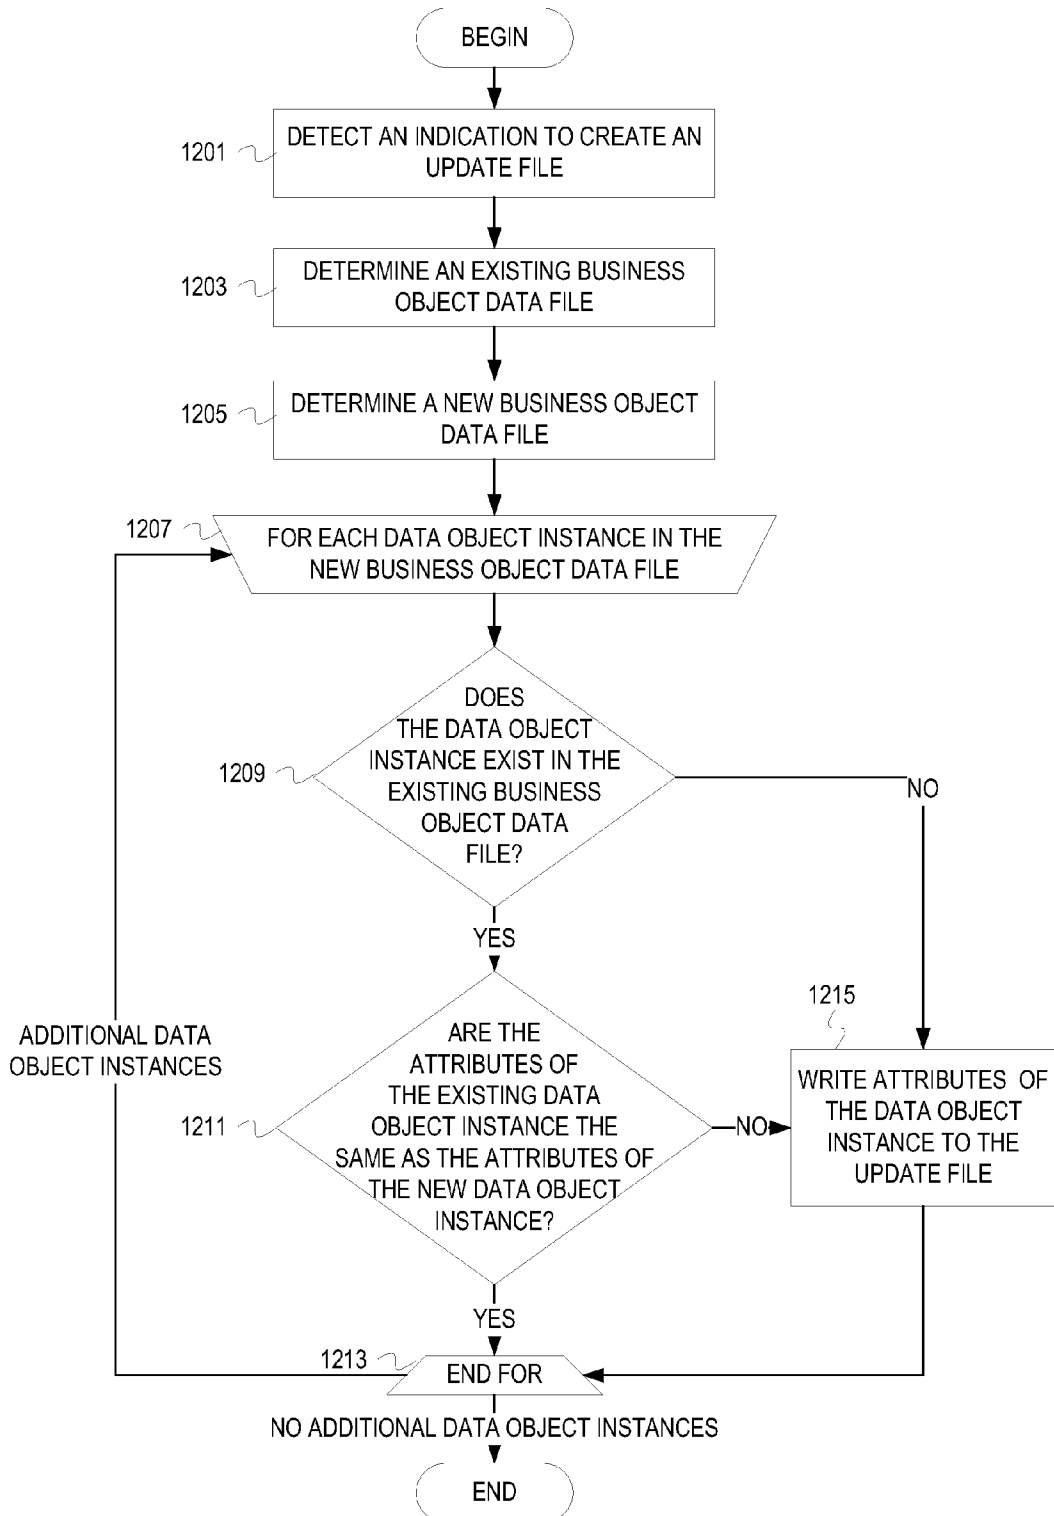 BEGIN
1201
DETECT AN INDICATION TO CREATE AN
UPDATE FILE
1203
DETERMINE AN EXISTING BUSINESS
OBJECT DATA FILE
1205
DETERMINE A NEW BUSINESS OBJECT
DATA FILE
1207
FOR EACH DATA OBJECT INSTANCE IN THE
NEW BUSINESS OBJECT DATA FILE
1209
DOES
THE DATA OBJECT
INSTANCE EXIST IN THE
EXISTING BUSINESS
OBJECT DATA
FILE?
NO
YES
ADDITIONAL DATA
OBJECT INSTANCES
1211
ARE THE
ATTRIBUTES OF
THE EXISTING DATA
OBJECT INSTANCE THE
SAME AS THE ATTRIBUTES OF
THE NEW DATA OBJECT
INSTANCE?
NO
1215
WRITE ATTRIBUTES OF
THE DATA OBJECT
INSTANCE TO THE
UPDATE FILE
YES
1213
END FOR
NO ADDITIONAL DATA OBJECT INSTANCES
END